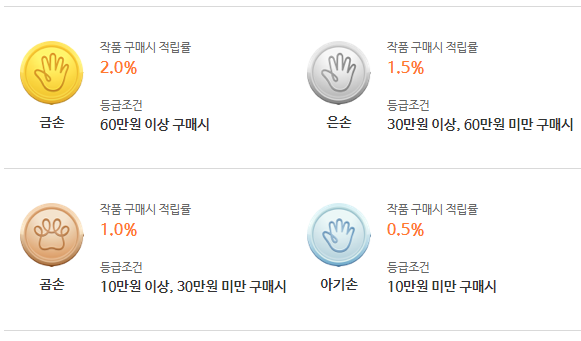 작품 구매시 적립률
2.0%
등급조건
60만원 이상 구매시
금손
작품 구매시 적립률
1.5%
등급조건
30만원 이상, 60만원 미만 구매시
은손
작품 구매시 적립률
1.0%
등급조건
10만원 이상, 30만원 미만 구매시
곰손
작품 구매시 적립률
0.5%
등급조건
10만원 미만 구매시
아기손